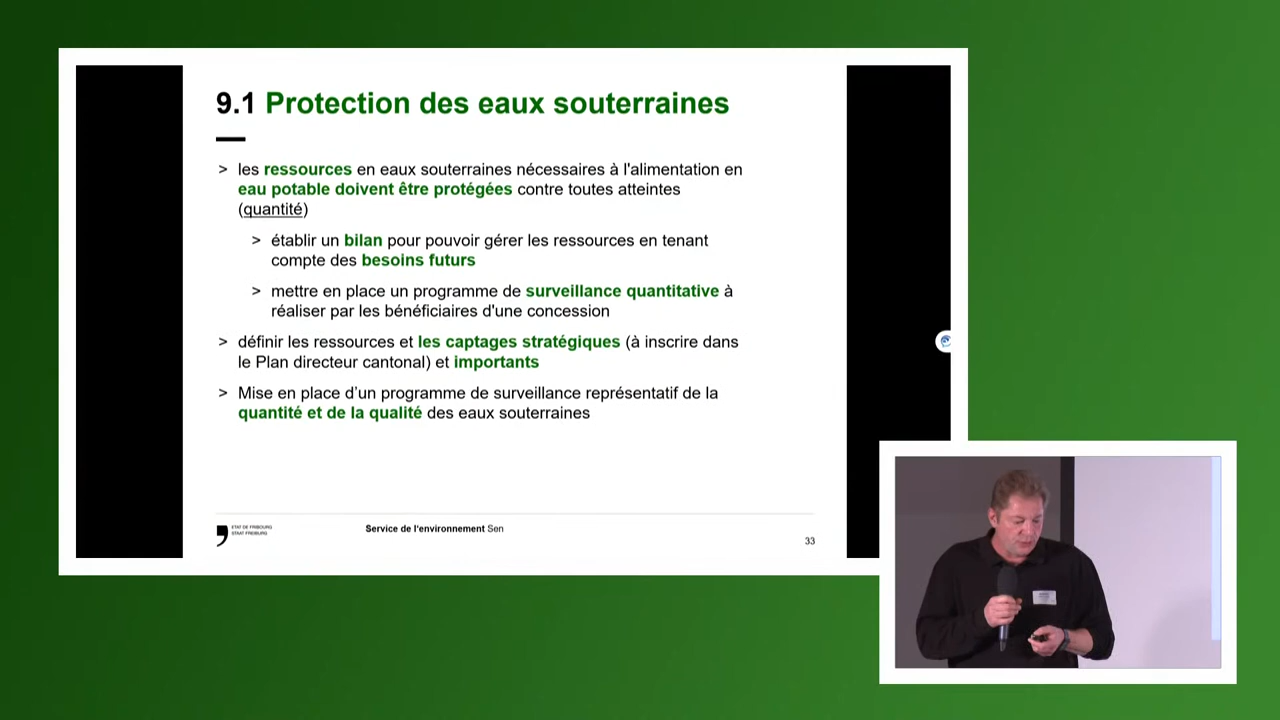 9.1 Protection des eaux souterraines
> les ressources en eaux souterraines nécessaires à l'alimentation en
eau potable doivent être protégées contre toutes atteintes
(quantité)
> établir un bilan pour pouvoir gérer les ressources en tenant
compte des besoins futurs
> mettre en place un programme de surveillance quantitative à
réaliser par les bénéficiaires d'une concession
> définir les ressources et les captages stratégiques (à inscrire dans
le Plan directeur cantonal) et importants
> Mise en place d’un programme de surveillance représentatif de la
quantité et de la qualité des eaux souterraines
ETAT DE FRIBOURG
STAAT FREIBURG
Service de l'environnement Sen
33